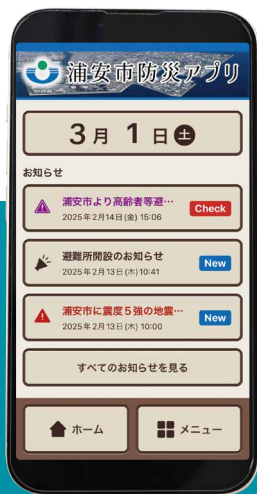 浦安市防災アプリ
3月 1日 土
お知らせ
浦安市より高齢者等避…
2025年2月14日(金) 15:06
Check
避難所開設のお知らせ
2025年2月13日(木)10:41
New
浦安市に震度5強の地震…
2025年2月13日(木) 10:00
New
すべてのお知らせを見る
ホーム
メニュー